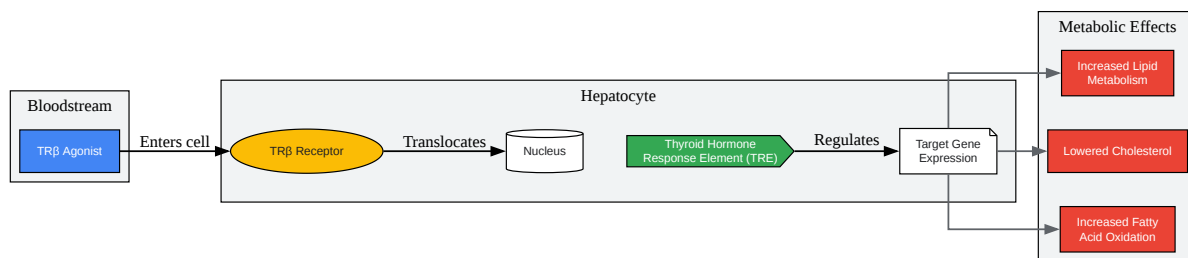 Metabolic Effects
Increased Lipid
Metabolism
Hepatocyte
Bloodstream
TRβ Agonist
Enters cell
TRβ Receptor
Translocates
Nucleus
Thyroid Hormone
Response Element (TRE)
Regulates
Target Gene
Expression
Lowered Cholesterol
Increased Fatty
Acid Oxidation